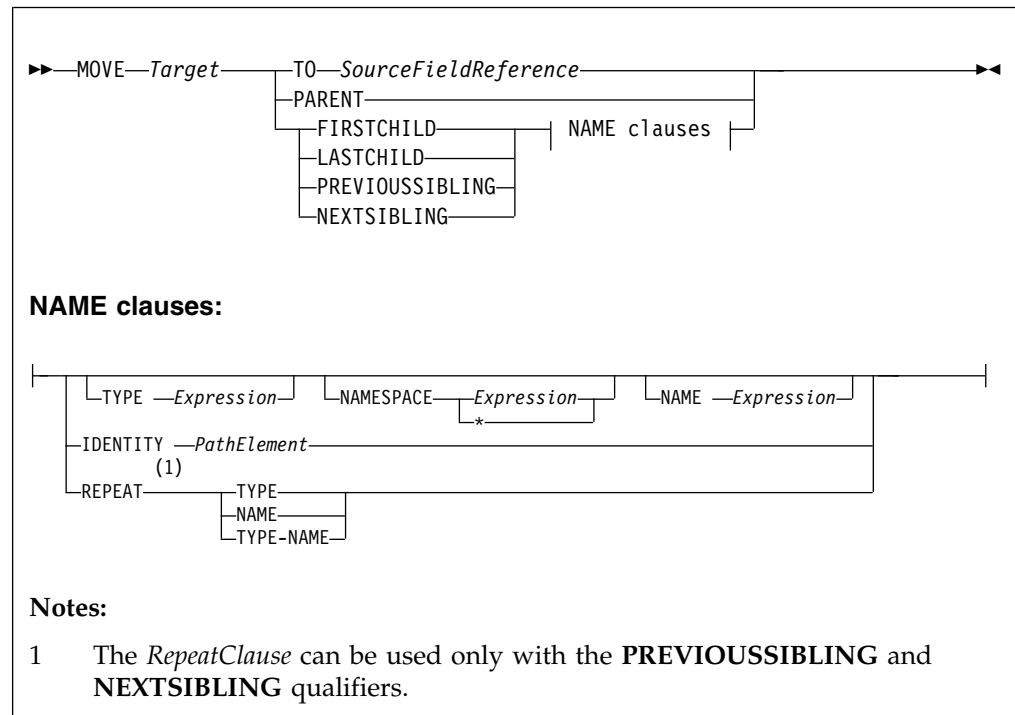 MOVE Target TO SourceFieldReference
PARENT
FIRSTCHILD NAME clauses
LASTCHILD
PREVIOUSSIBLING
NEXTSIBLING
NAME clauses:
TYPE Expression NAMESPACE Expression NAME Expression
*
IDENTITY PathElement
(1)
REPEAT TYPE
NAME
TYPE-NAME
Notes:
1 The RepeatClause can be used only with the PREVIOUSSIBLING and
NEXTSIBLING qualifiers.